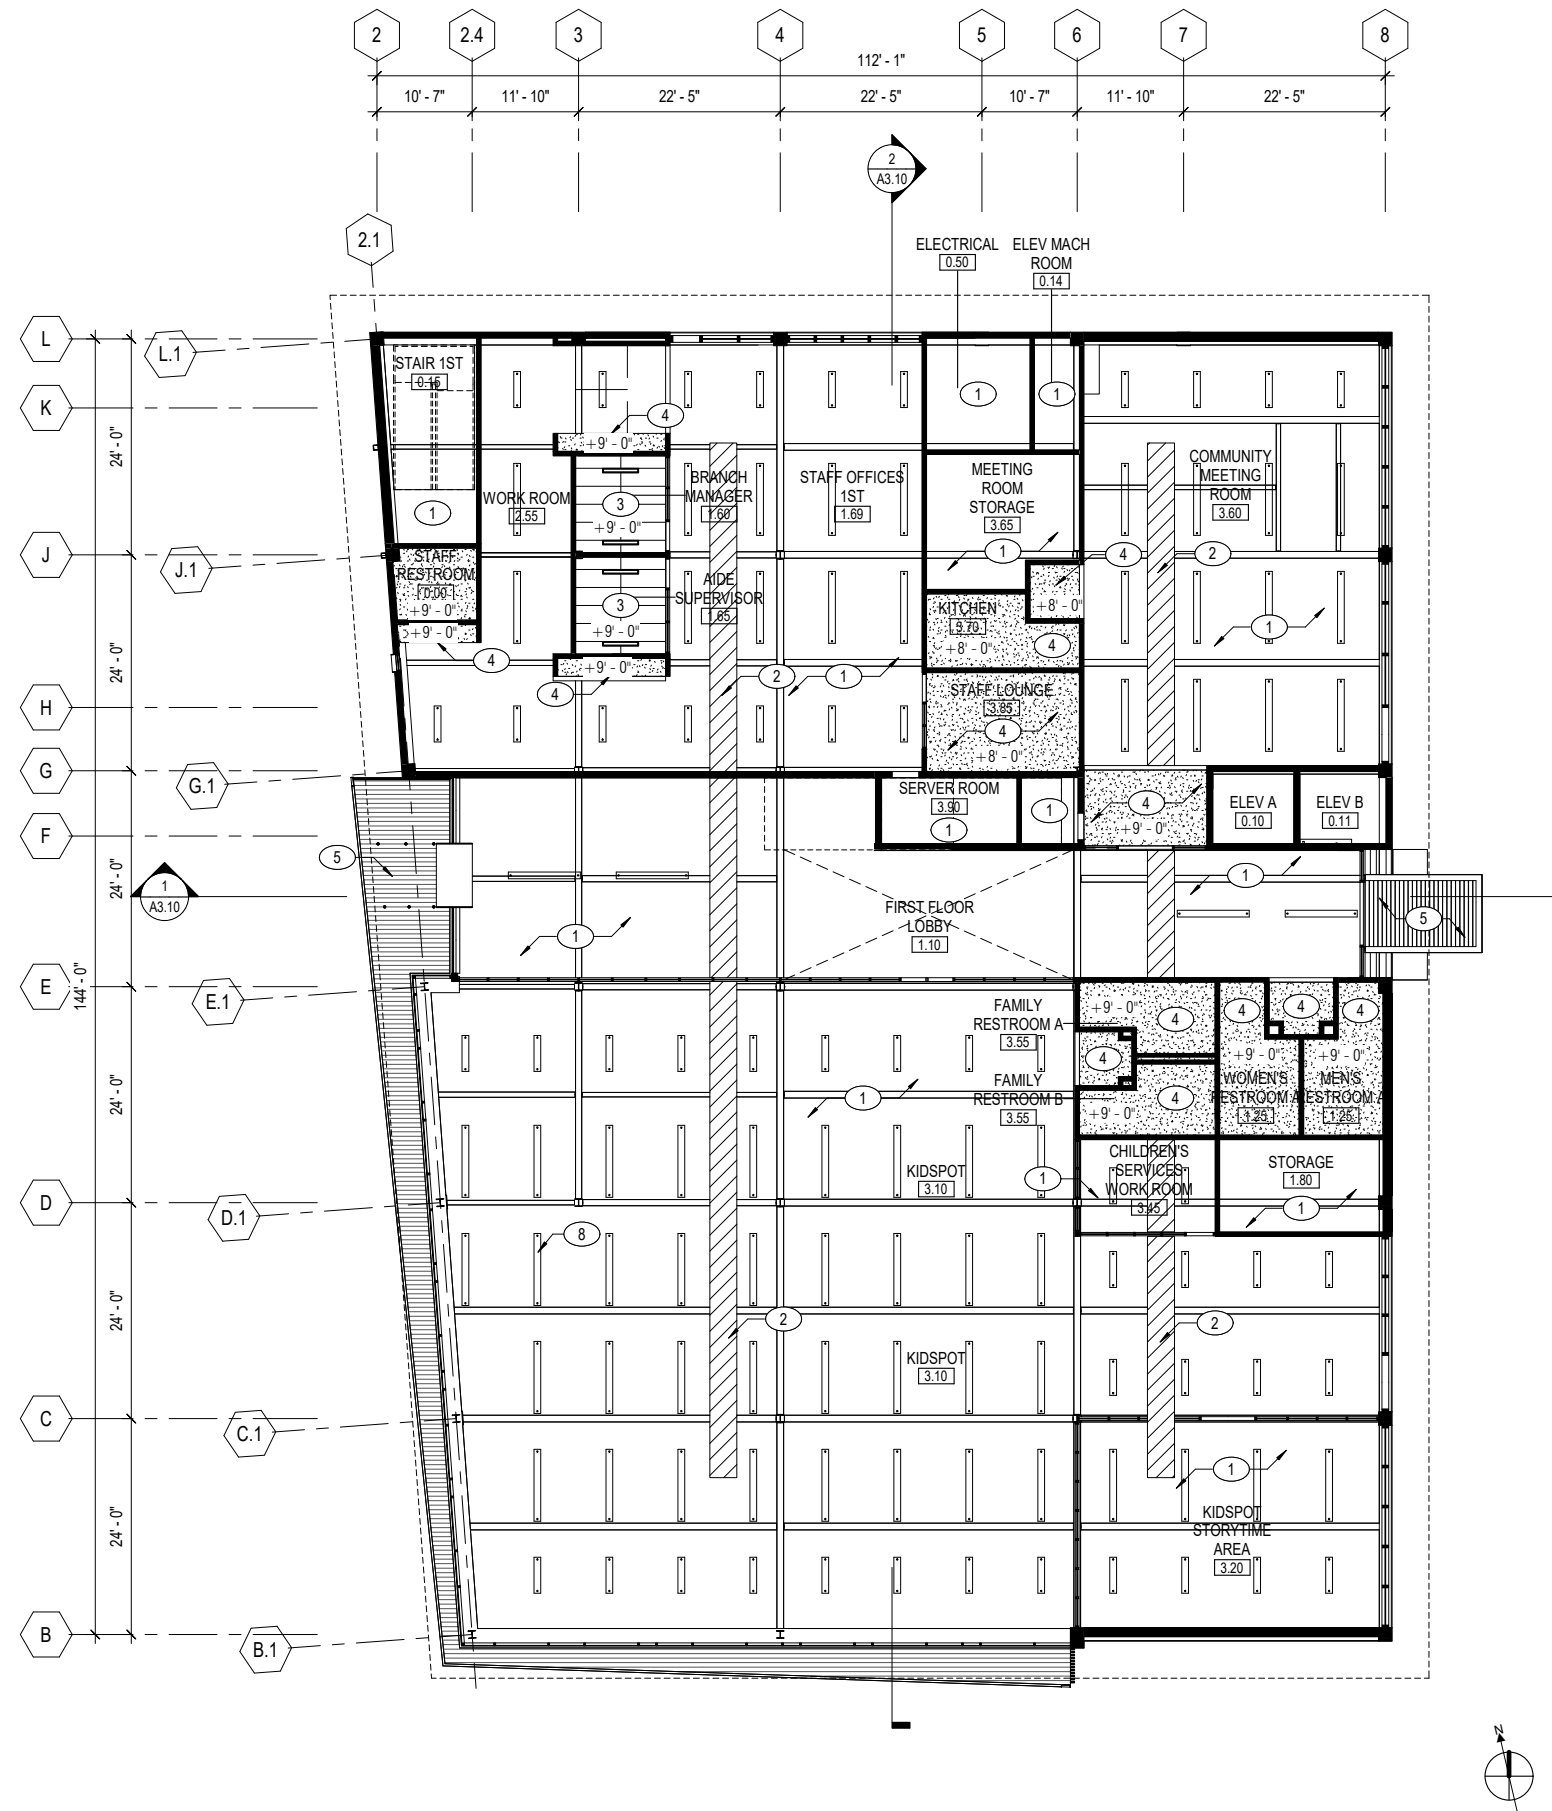 2
2.4
3
4
5
6
7
8
112' - 1"
10' - 7"
11' - 10"
22' - 5"
22' - 5"
10' - 7"
11' - 10"
22' - 5"
2
A3.10
2.1
ELECTRICAL
0.50
ELEV MACH
ROOM
0.14
L
L.1
K
J
J.1
H
G
G.1
F
E
E.1
D
D.1
C
C.1
B
B.1
24' - 0"
24' - 0"
24' - 0"
24' - 0"
24' - 0"
24' - 0"
144' - 0"
1
A3.10
STAIR 1ST
0.15
1
4
+9' - 0"
1
1
WORK ROOM
2.55
3
+9' - 0"
BRANCH
MANAGER
1.60
STAFF OFFICES
1ST
1.69
MEETING
ROOM
STORAGE
3.65
1
COMMUNITY
MEETING
ROOM
3.60
4
2
STAFF
RESTROOM
+9' - 0"
+9' - 0"
4
3
+9' - 0"
AIDE
SUPERVISOR
1.65
+9' - 0"
4
2
1
KITCHEN
3.70
+8' - 0"
+8' - 0"
4
1
STAFF LOUNGE
3.85
4
+8' - 0"
SERVER ROOM
3.90
1
1
4
+9' - 0"
ELEV A
0.10
ELEV B
0.11
5
1
FIRST FLOOR
LOBBY
1.10
1
5
FAMILY
RESTROOM A
3.55
+9' - 0"
4
4
FAMILY
RESTROOM B
3.55
4
+9' - 0"
4
4
4
+9' - 0"
+9' - 0"
WOMEN'S
RESTROOM A
1.25
MEN'S
RESTROOM A
1.25
1
KIDSPOT
3.10
1
CHILDREN'S
SERVICES
WORK ROOM
3.45
STORAGE
1.80
1
8
2
2
KIDSPOT
3.10
1
KIDSPOT
STORYTIME
AREA
3.20
N